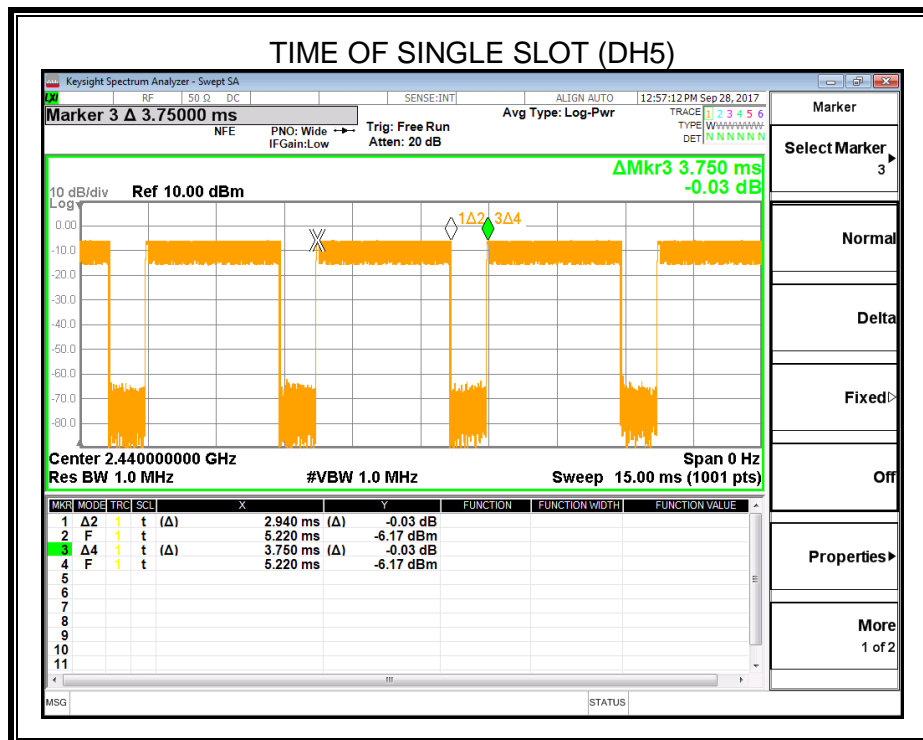 TIME OF SINGLE SLOT (DH5)
Keysight Spectrum Analyzer - Swept SA
LXI RF 50 Ω DC SENSE:INT ALIGN AUTO 12:57:12 PM Sep 28, 2017
Marker 3 Δ 3.75000 ms
NFE
PNO: Wide
IFGain:Low
Trig: Free Run
Atten: 20 dB
Avg Type: Log-Pwr
TRACE 1 2 3 4 5 6
TYPE WWWWWW
DET N N N N N N
ΔMkr3 3.750 ms
-0.03 dB
10 dB/div Ref 10.00 dBm
Log
1Δ2 3Δ4
0.00
-10.0
-20.0
-30.0
-40.0
-50.0
-60.0
-70.0
-80.0
Center 2.440000000 GHz Span 0 Hz
Res BW 1.0 MHz #VBW 1.0 MHz Sweep 15.00 ms (1001 pts)
MKR MODE TRC SCL X Y FUNCTION FUNCTION WIDTH FUNCTION VALUE
1 Δ2 1 t (Δ) 2.940 ms (Δ) -0.03 dB
2 F 1 t 5.220 ms -6.17 dBm
3 Δ4 1 t (Δ) 3.750 ms (Δ) -0.03 dB
4 F 1 t 5.220 ms -6.17 dBm
5
6
7
8
9
10
11
MSG STATUS
Marker
Select Marker
3
Normal
Delta
Fixed
Off
Properties
More
1 of 2